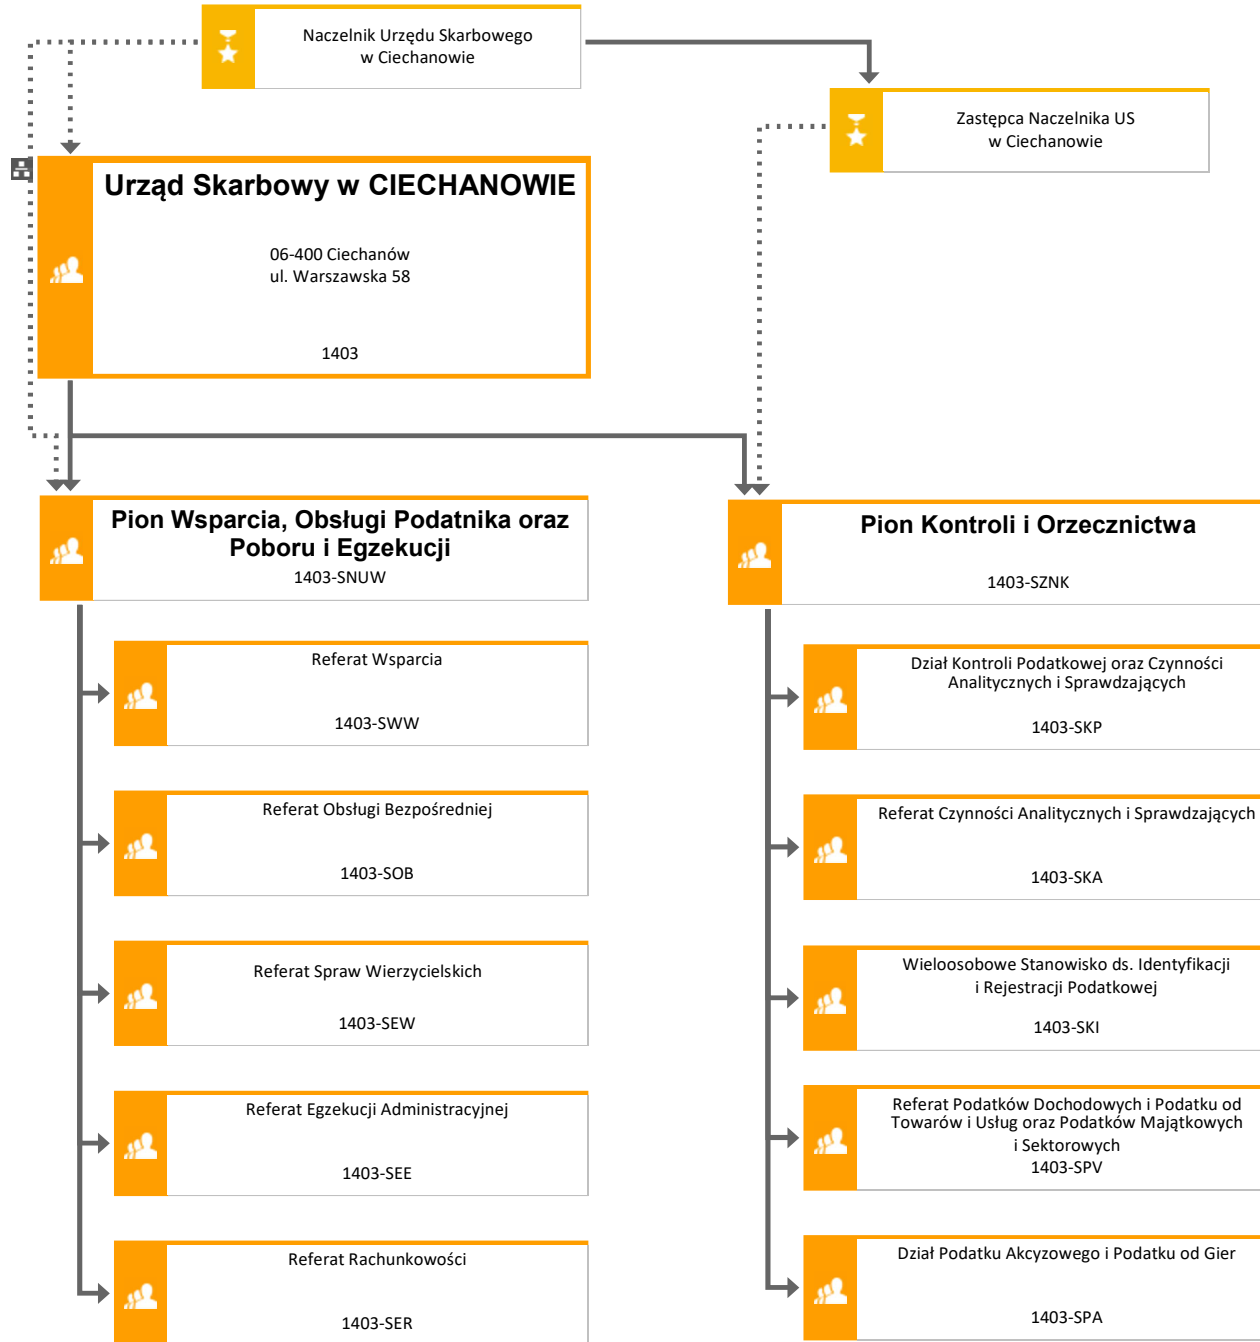 Naczelnik Urzędu Skarbowego
w Ciechanowie
Zastępca Naczelnika US
w Ciechanowie
Urząd Skarbowy w CIECHANOWIE
06-400 Ciechanów
ul. Warszawska 58
1403
Pion Wsparcia, Obsługi Podatnika oraz
Poboru i Egzekucji
1403-SNUW
Referat Wsparcia
1403-SWW
Referat Obsługi Bezpośredniej
1403-SOB
Referat Spraw Wierzycielskich
1403-SEW
Referat Egzekucji Administracyjnej
1403-SEE
Referat Rachunkowości
1403-SER
Pion Kontroli i Orzecznictwa
1403-SZNK
Dział Kontroli Podatkowej oraz Czynności
Analitycznych i Sprawdzających
1403-SKP
Referat Czynności Analitycznych i Sprawdzających
1403-SKA
Wieloosobowe Stanowisko ds. Identyfikacji
i Rejestracji Podatkowej
1403-SKI
Referat Podatków Dochodowych i Podatku od
Towarów i Usług oraz Podatków Majątkowych
i Sektorowych
1403-SPV
Dział Podatku Akcyzowego i Podatku od Gier
1403-SPA